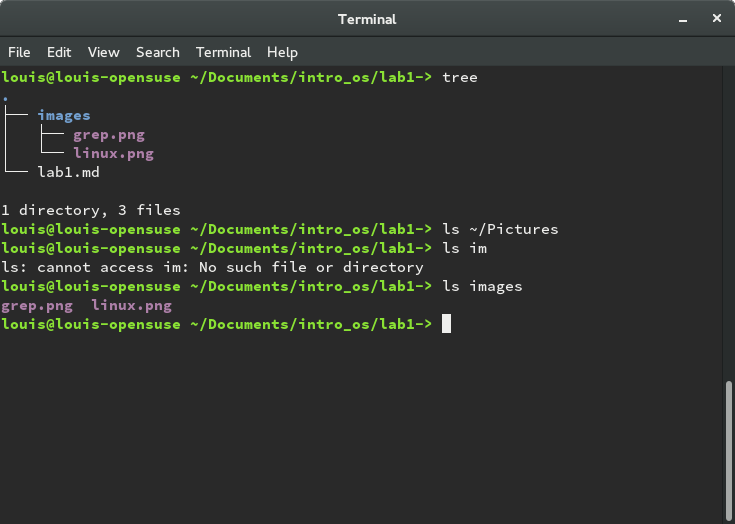 Terminal
File Edit View Search Terminal Help
louis@louis-opensuse ~/Documents/intro_os/lab1-> tree
.
├── images
│   ├── grep.png
│   └── linux.png
└── lab1.md
1 directory, 3 files
louis@louis-opensuse ~/Documents/intro_os/lab1-> ls ~/Pictures
louis@louis-opensuse ~/Documents/intro_os/lab1-> ls im
ls: cannot access im: No such file or directory
louis@louis-opensuse ~/Documents/intro_os/lab1-> ls images
grep.png  linux.png
louis@louis-opensuse ~/Documents/intro_os/lab1->